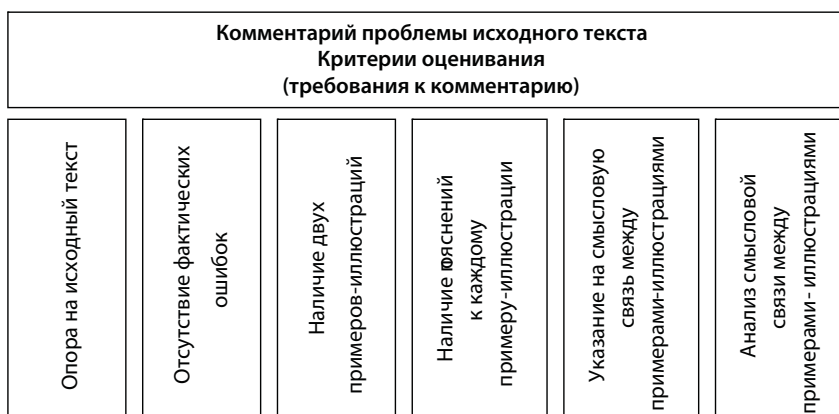 Комментарий проблемы исходного текста
Критерии оценивания
(требования к комментарию)
Опора на исходный текст
Отсутствие фактических
ошибок
Наличие двух
примеров-иллюстраций
Наличие пояснений
к каждому
примеру-иллюстрации
Указание на смысловую
связь между
примерами-иллюстрациями
Анализ смысловой
связи между
примерами- иллюстрациями